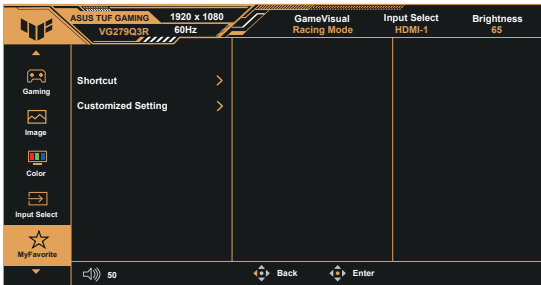 ASUS TUF GAMING 1920 x 1080 GameVisual Input Select Brightness
VG279Q3R 60Hz Racing Mode HDMI-1 65
Gaming
Shortcut
Customized Setting
Image
Color
Input Select
MyFavorite
50 Back Enter